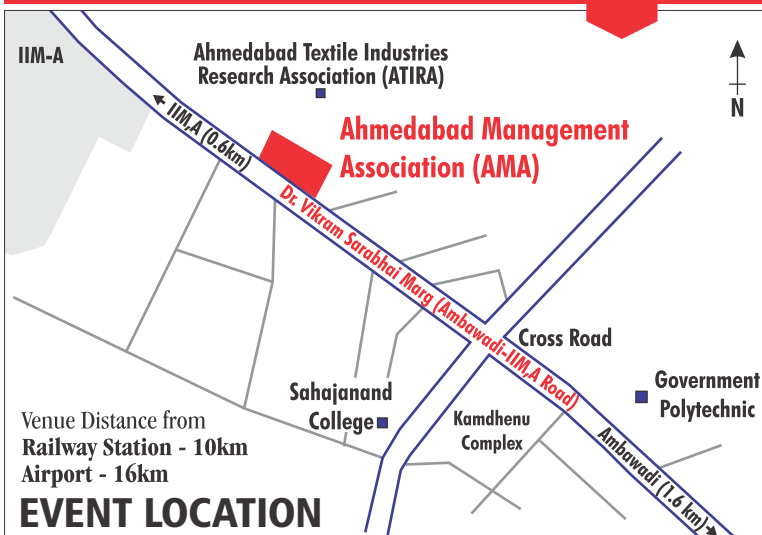 IIM-A
Ahmedabad Textile Industries
Research Association (ATIRA)
N
IIM,A (0.6km)
Ahmedabad Management
Association (AMA)
Dr. Vikram Sarabhai Marg (Ambawadi-IIM,A Road)
Cross Road
Sahajanand
College
Government
Polytechnic
Kamdhenu
Complex
Ambawadi (1.6 km)
Venue Distance from
Railway Station - 10km
Airport - 16km
EVENT LOCATION